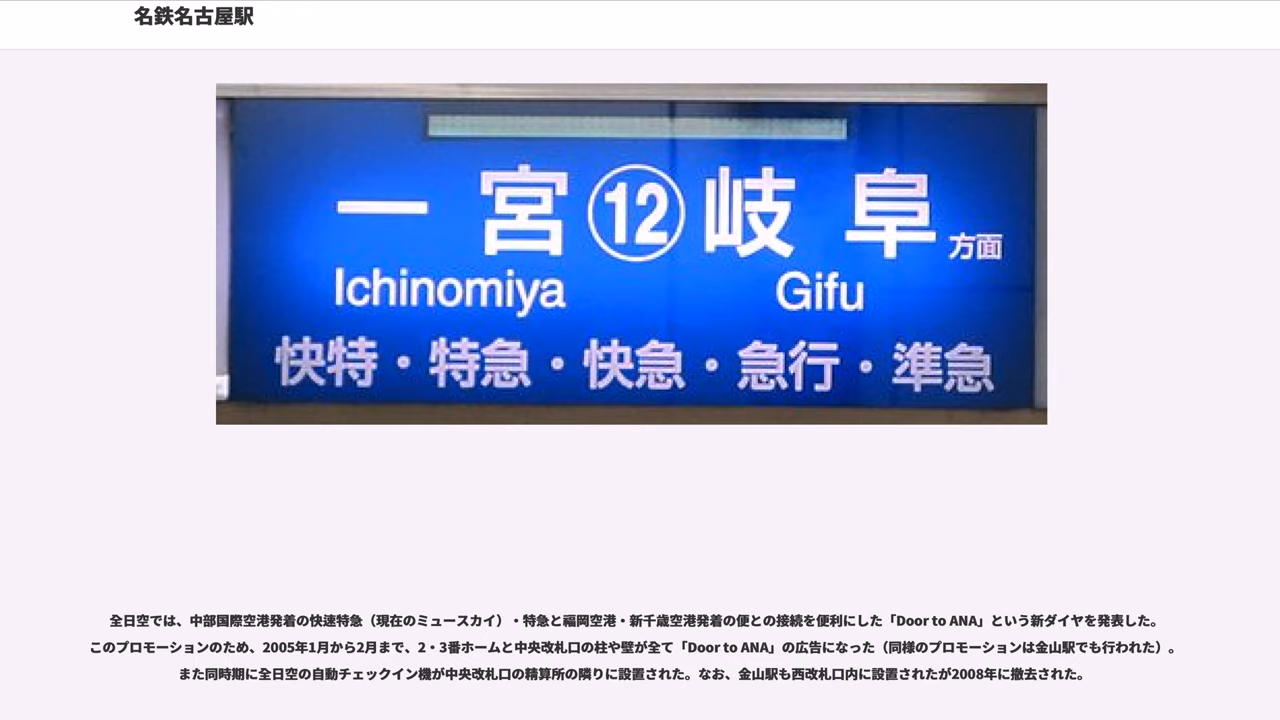 名鉄名古屋駅
一宮⑫岐阜方面
Ichinomiya Gifu
快特・特急・快急・急行・準急
全日空では、中部国際空港発着の快速特急（現在のミュースカイ）・特急と福岡空港・新千歳空港発着の便との接続を便利にした「Door to ANA」という新ダイヤを発表した。
このプロモーションのため、2005年1月から2月まで、2・3番ホームと中央改札口の柱や壁が全て「Door to ANA」の広告になった（同様のプロモーションは金山駅でも行われた）。
また同時期に全日空の自動チェックイン機が中央改札口の精算所の隣りに設置された。なお、金山駅も西改札口内に設置されたが2008年に撤去された。